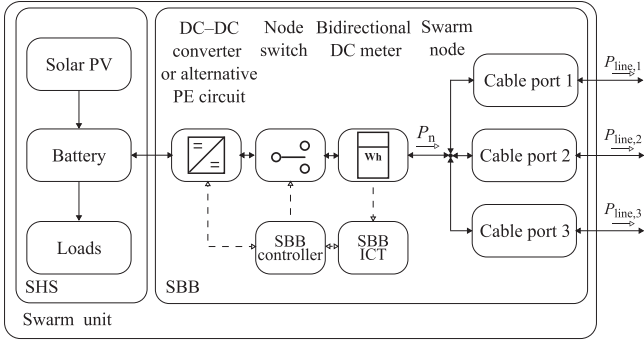 DC–DC
converter
or alternative
PE circuit
Node
switch
Bidirectional
DC meter
Swarm
node
Solar PV
Battery
Loads
SHS
Wh
SBB
controller
SBB
ICT
Pn
Cable port 1
Cable port 2
Cable port 3
Pline,1
Pline,2
Pline,3
SBB
Swarm unit